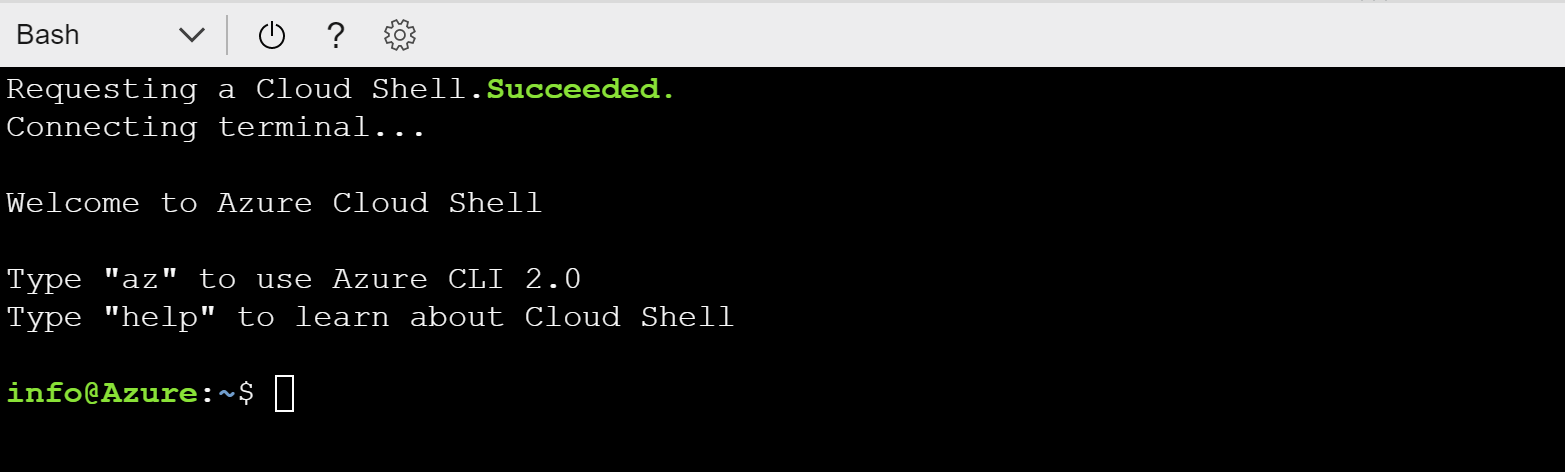 Bash
?
Requesting a Cloud Shell.Succeeded.
Connecting terminal...
Welcome to Azure Cloud Shell
Type "az" to use Azure CLI 2.0
Type "help" to learn about Cloud Shell
info@Azure:~$